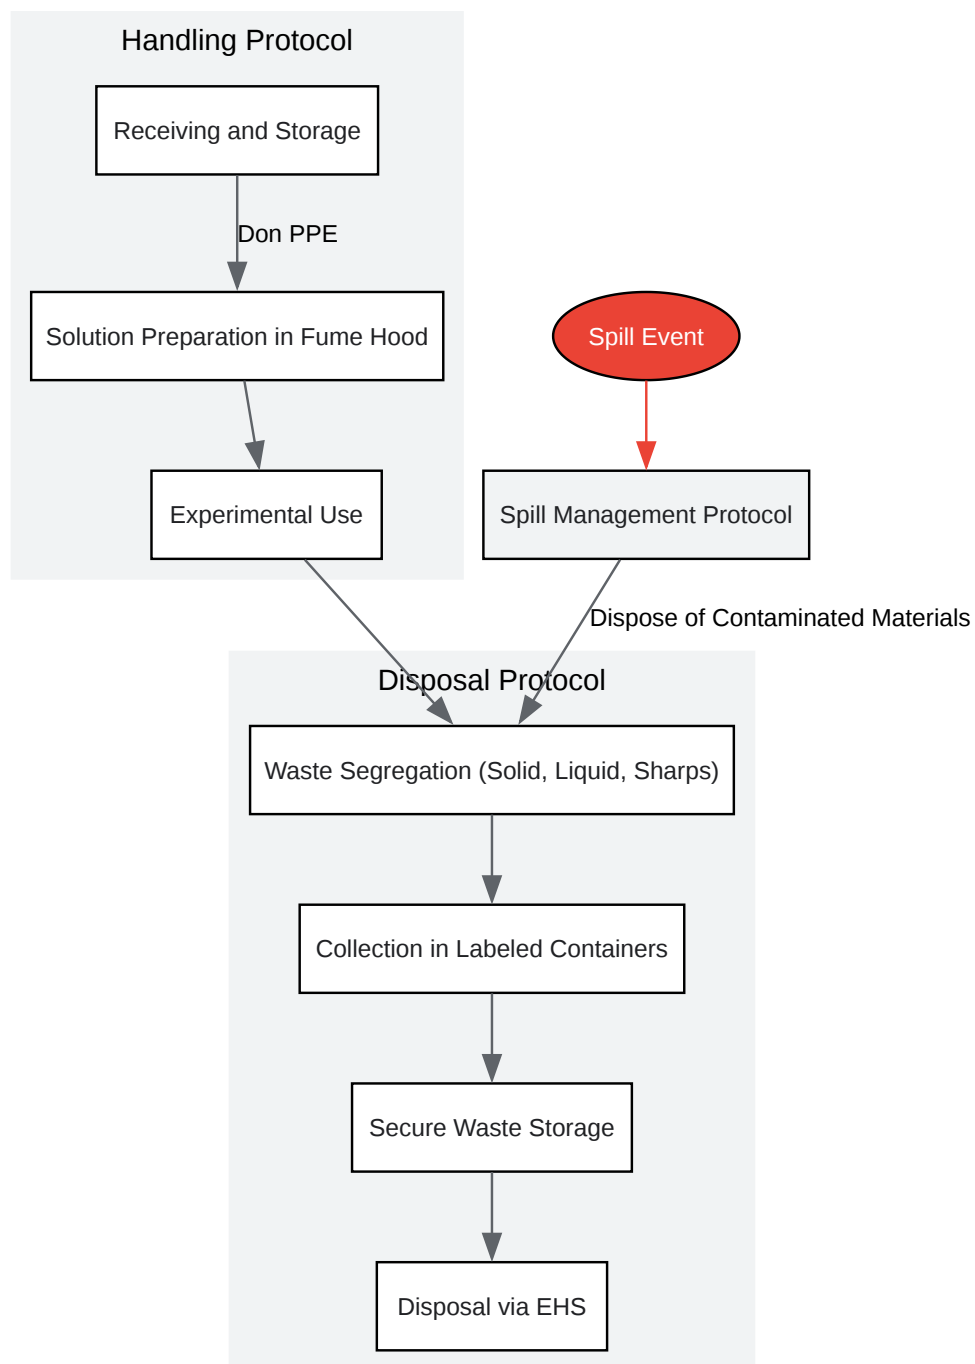 Handling Protocol
Receiving and Storage
Don PPE
Solution Preparation in Fume Hood
Spill Event
Experimental Use
Spill Management Protocol
Dispose of Contaminated Materials
Disposal Protocol
Waste Segregation (Solid, Liquid, Sharps)
Collection in Labeled Containers
Secure Waste Storage
Disposal via EHS